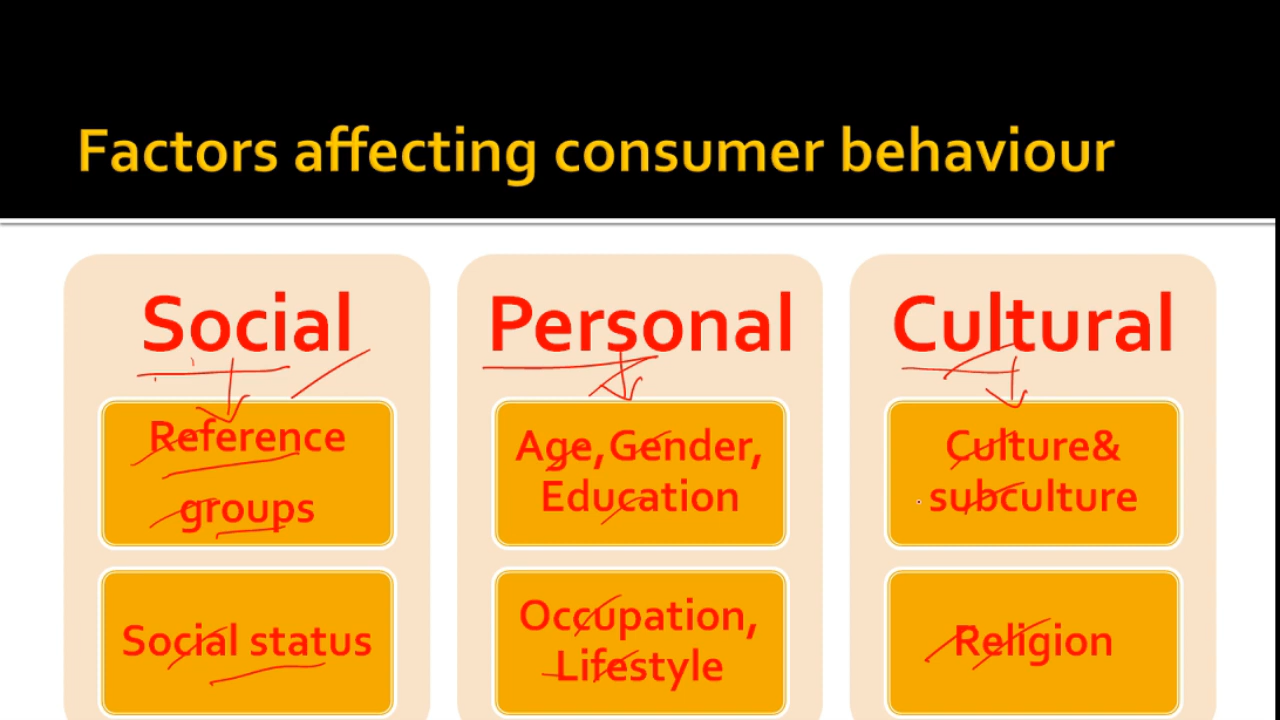 Factors affecting consumer behaviour
Social
Reference
groups
Social status
Personal
Age,Gender,
Education
Occupation,
Lifestyle
Cultural
Culture&
subculture
Religion